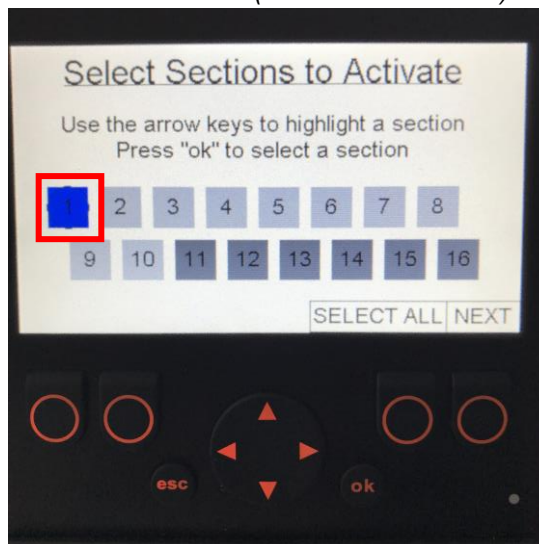 Select Sections to Activate
Use the arrow keys to highlight a section
Press "ok" to select a section
1 2 3 4 5 6 7 8
9 10 11 12 13 14 15 16
SELECT ALL NEXT
esc ok